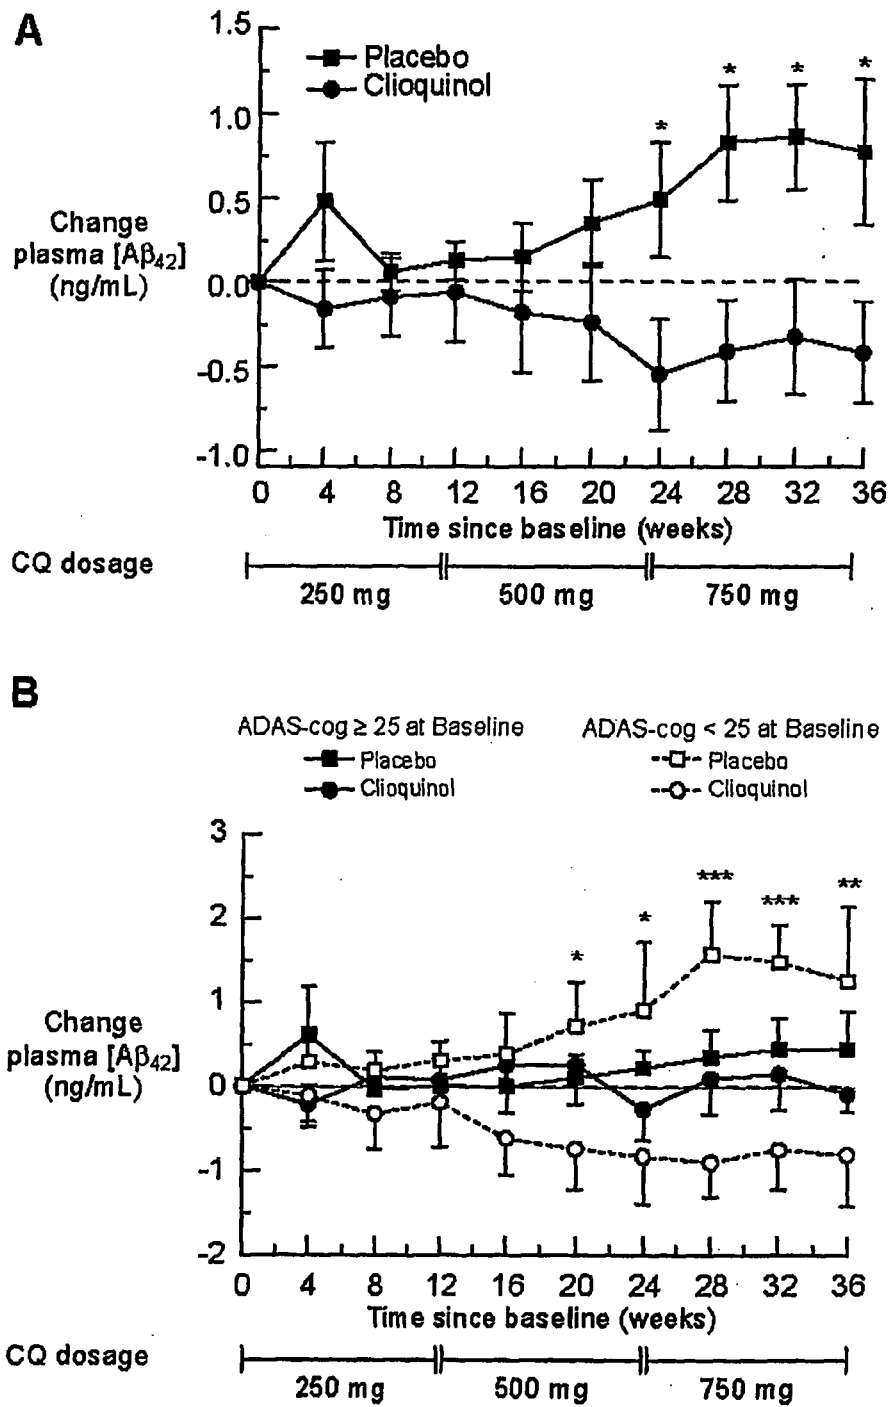 A
1.5
Placebo
Clioquinol
* * * *
1.0
0.5
Change
plasma [Aβ42]
(ng/mL)
0.0
-0.5
-1.0
0 4 8 12 16 20 24 28 32 36
Time since baseline (weeks)
CQ dosage
250 mg 500 mg 750 mg
B
ADAS-cog ≥ 25 at Baseline ADAS-cog < 25 at Baseline
Placebo Placebo
Clioquinol Clioquinol
3
* * *** *** **
2
1
Change
plasma [Aβ42]
(ng/mL)
0
-1
-2
0 4 8 12 16 20 24 28 32 36
Time since baseline (weeks)
CQ dosage
250 mg 500 mg 750 mg